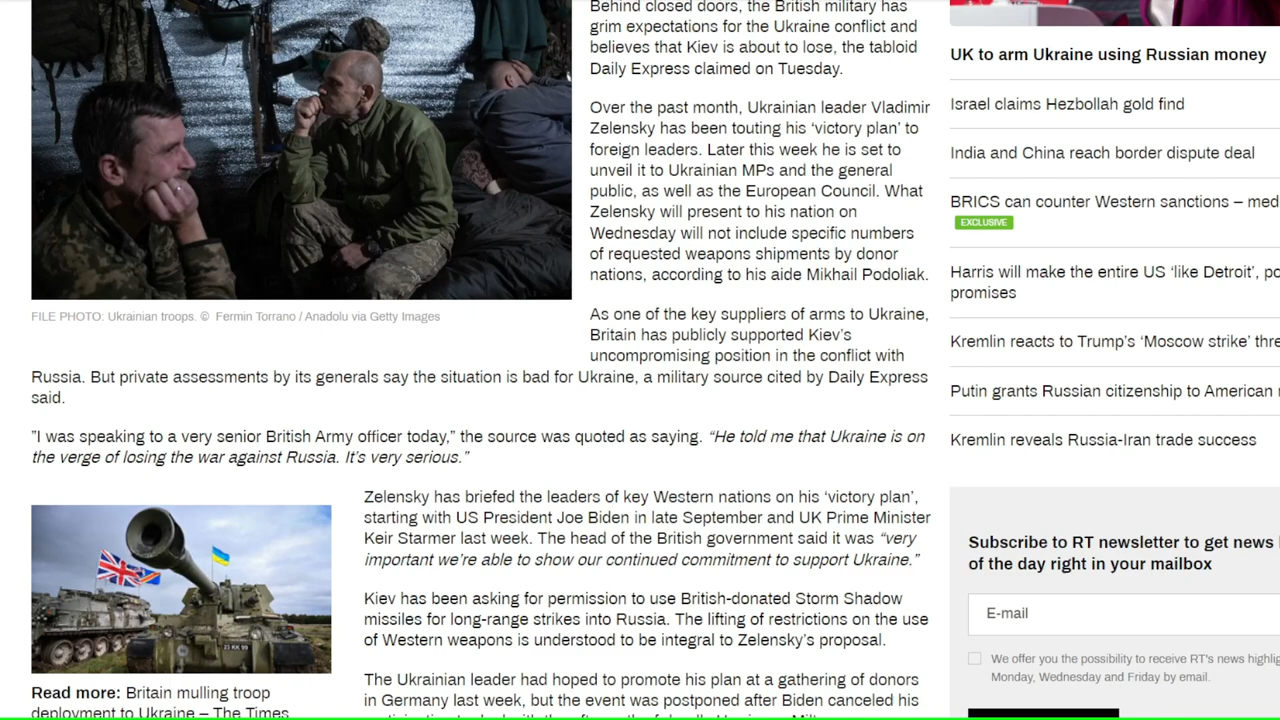 Behind closed doors, the British military has
grim expectations for the Ukraine conflict and
believes that Kiev is about to lose, the tabloid
Daily Express claimed on Tuesday.
Over the past month, Ukrainian leader Vladimir
Zelensky has been touting his ‘victory plan’ to
foreign leaders. Later this week he is set to
unveil it to Ukrainian MPs and the general
public, as well as the European Council. What
Zelensky will present to his nation on
Wednesday will not include specific numbers
of requested weapons shipments by donor
nations, according to his aide Mikhail Podoliak.
FILE PHOTO: Ukrainian troops. © Fermin Torrano / Anadolu via Getty Images
As one of the key suppliers of arms to Ukraine,
Britain has publicly supported Kiev’s
uncompromising position in the conflict with
Russia. But private assessments by its generals say the situation is bad for Ukraine, a military source cited by Daily Express
said.
”I was speaking to a very senior British Army officer today,” the source was quoted as saying. “He told me that Ukraine is on
the verge of losing the war against Russia. It’s very serious.”
Zelensky has briefed the leaders of key Western nations on his ‘victory plan’,
starting with US President Joe Biden in late September and UK Prime Minister
Keir Starmer last week. The head of the British government said it was “very
important we’re able to show our continued commitment to support Ukraine.”
Kiev has been asking for permission to use British-donated Storm Shadow
missiles for long-range strikes into Russia. The lifting of restrictions on the use
of Western weapons is understood to be integral to Zelensky’s proposal.
The Ukrainian leader had hoped to promote his plan at a gathering of donors
in Germany last week, but the event was postponed after Biden canceled his
Read more: Britain mulling troop
deployment to Ukraine – The Times
UK to arm Ukraine using Russian money
Israel claims Hezbollah gold find
India and China reach border dispute deal
BRICS can counter Western sanctions – med
EXCLUSIVE
Harris will make the entire US ‘like Detroit’, po
promises
Kremlin reacts to Trump’s ‘Moscow strike’ thre
Putin grants Russian citizenship to American
Kremlin reveals Russia-Iran trade success
Subscribe to RT newsletter to get news
of the day right in your mailbox
E-mail
We offer you the possibility to receive RT's news highlig
Monday, Wednesday and Friday by email.